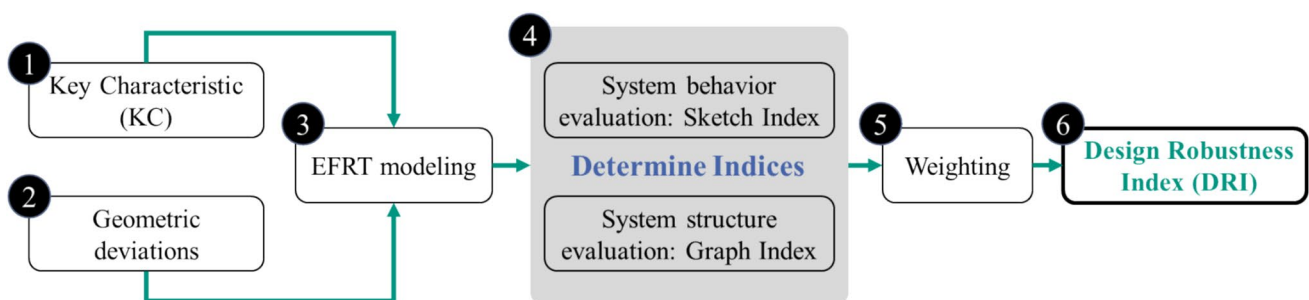 1
Key Characteristic
(KC)
2
Geometric
deviations
3
EFRT modeling
4
System behavior
evaluation: Sketch Index
Determine Indices
System structure
evaluation: Graph Index
5
Weighting
6
Design Robustness
Index (DRI)